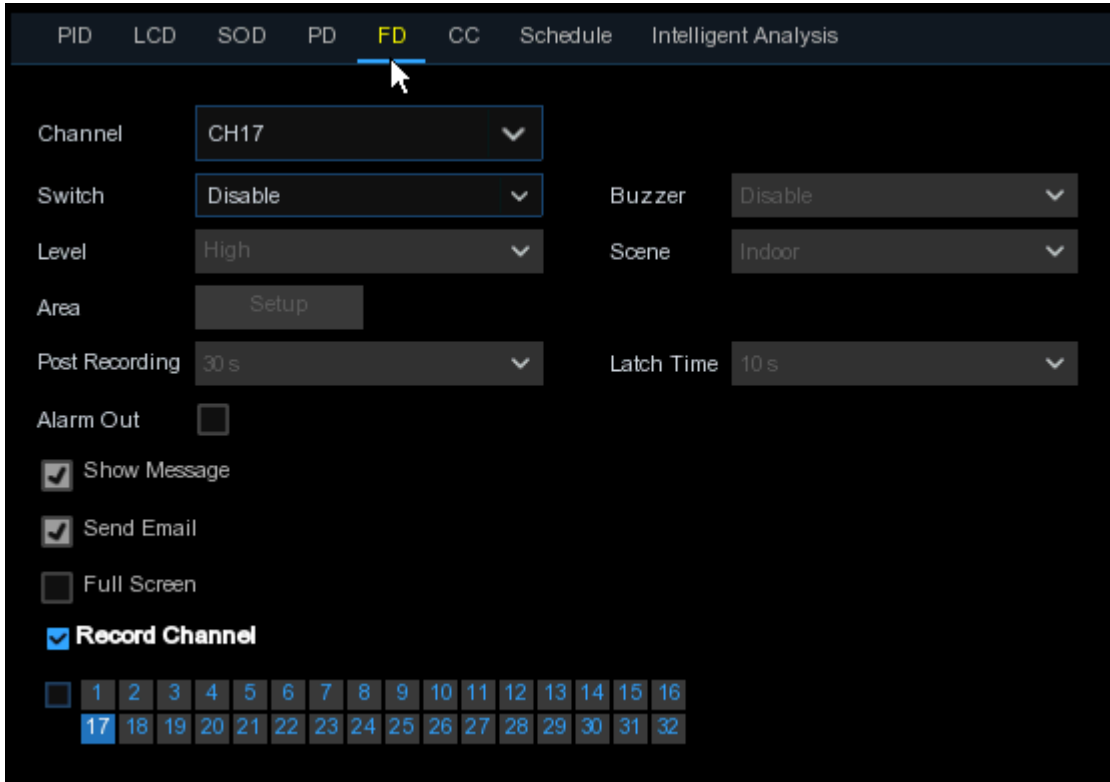 PID LCD SOD PD FD CC Schedule Intelligent Analysis
Channel CH17
Switch Disable Buzzer Disable
Level High Scene Indoor
Area Setup
Post Recording 30 s Latch Time 10 s
Alarm Out
Show Message
Send Email
Full Screen
Record Channel
1 2 3 4 5 6 7 8 9 10 11 12 13 14 15 16
17 18 19 20 21 22 23 24 25 26 27 28 29 30 31 32